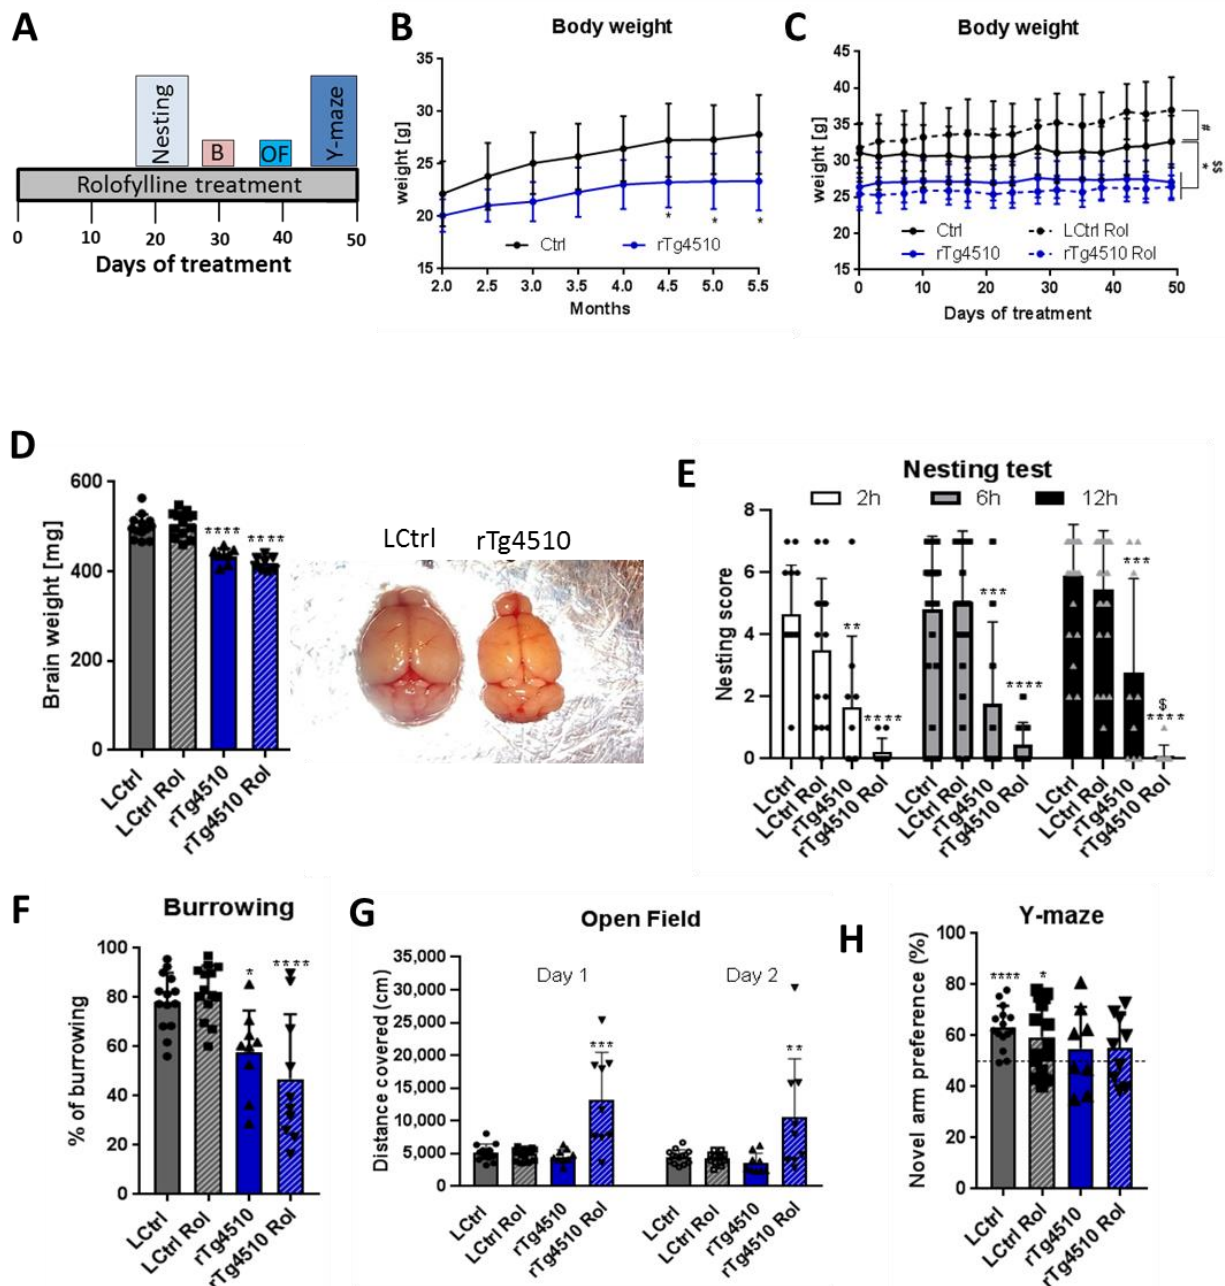 A
Nesting
B
OF
Y-maze
Rolofylline treatment
0 10 20 30 40 50
Days of treatment
B
Body weight
weight [g]
35
30
25
20
15
Ctrl rTg4510
2.0 2.5 3.0 3.5 4.0 4.5 5.0 5.5
Months
* * *
C
Body weight
weight [g]
45
40
35
30
25
20
15
Ctrl LCtrl Rol
rTg4510 rTg4510 Rol
0 10 20 30 40 50
Days of treatment
#
*
$$
D
Brain weight [mg]
600
400
200
0
**** ****
LCtrl
LCtrl Rol
rTg4510
rTg4510 Rol
LCtrl rTg4510
E
Nesting test
2h 6h 12h
Nesting score
8
6
4
2
0
** **** *** **** *** $ ****
LCtrl
LCtrl Rol
rTg4510
rTg4510 Rol
LCtrl
LCtrl Rol
rTg4510
rTg4510 Rol
LCtrl
LCtrl Rol
rTg4510
rTg4510 Rol
F
Burrowing
% of burrowing
100
80
60
40
20
0
* ****
LCtrl
LCtrl Rol
rTg4510
rTg4510 Rol
G
Open Field
Day 1 Day 2
Distance covered (cm)
35,000
30,000
25,000
20,000
15,000
10,000
5,000
0
*** **
LCtrl
LCtrl Rol
rTg4510
rTg4510 Rol
LCtrl
LCtrl Rol
rTg4510
rTg4510 Rol
H
Y-maze
Novel arm preference (%)
100
80
60
40
20
0
**** *
LCtrl
LCtrl Rol
rTg4510
rTg4510 Rol